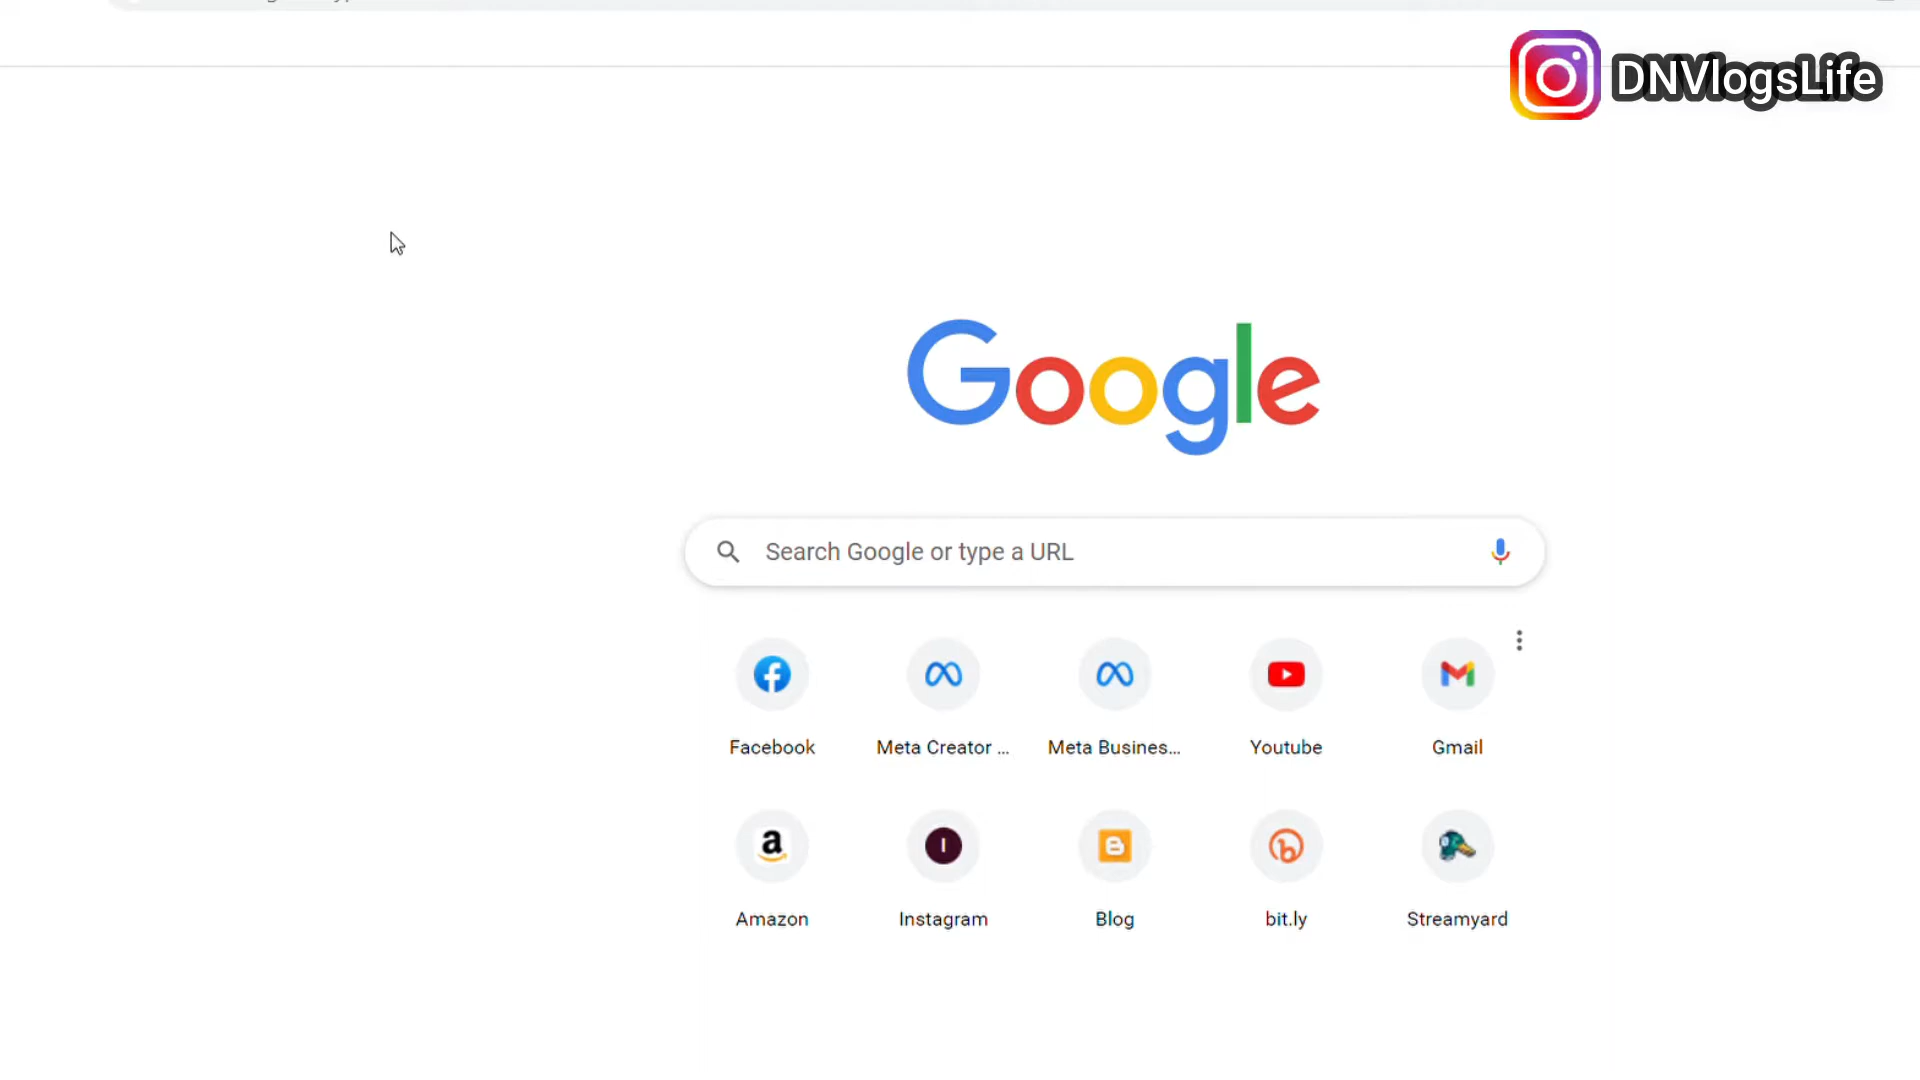 DNVlogsLife
Google
Search Google or type a URL
Facebook
Meta Creator ...
Meta Busines...
Youtube
Gmail
Amazon
Instagram
Blog
bit.ly
Streamyard